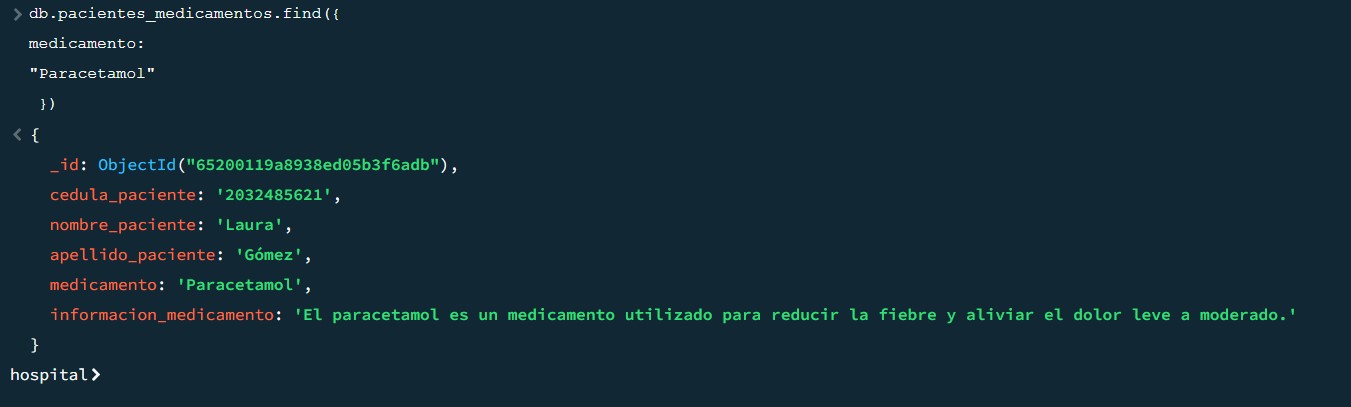 > db.pacientes_medicamentos.find({
medicamento:
"Paracetamol"
})
< {
_id: ObjectId("65200119a8938ed05b3f6adb"),
cedula_paciente: '2032485621',
nombre_paciente: 'Laura',
apellido_paciente: 'Gómez',
medicamento: 'Paracetamol',
informacion_medicamento: 'El paracetamol es un medicamento utilizado para reducir la fiebre y aliviar el dolor leve a moderado.'
}
hospital>